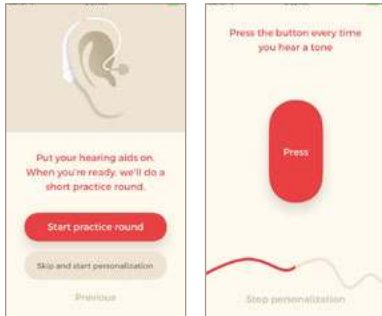 Put your hearing aids on.
When you're ready, we'll do a
short practice round.
Start practice round
Skip and start personalization
Previous
Press the button every time
you hear a tone
Press
Stop personalization